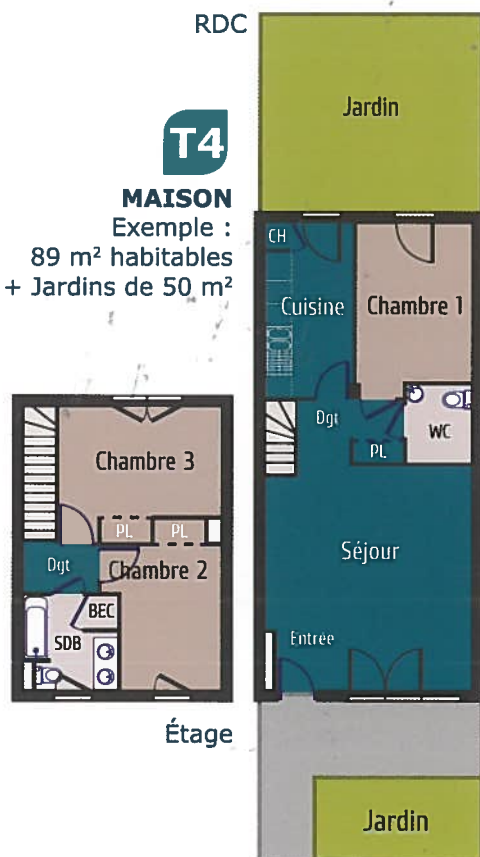 RDC
Jardin
T4
MAISON
Exemple :
89 m² habitables
+ Jardins de 50 m²
CH
Cuisine
Chambre 1
Dgt
WC
PL
Séjour
Entrée
Chambre 3
PL PL
Dgt
Chambre 2
BEC
SDB
Étage
Jardin